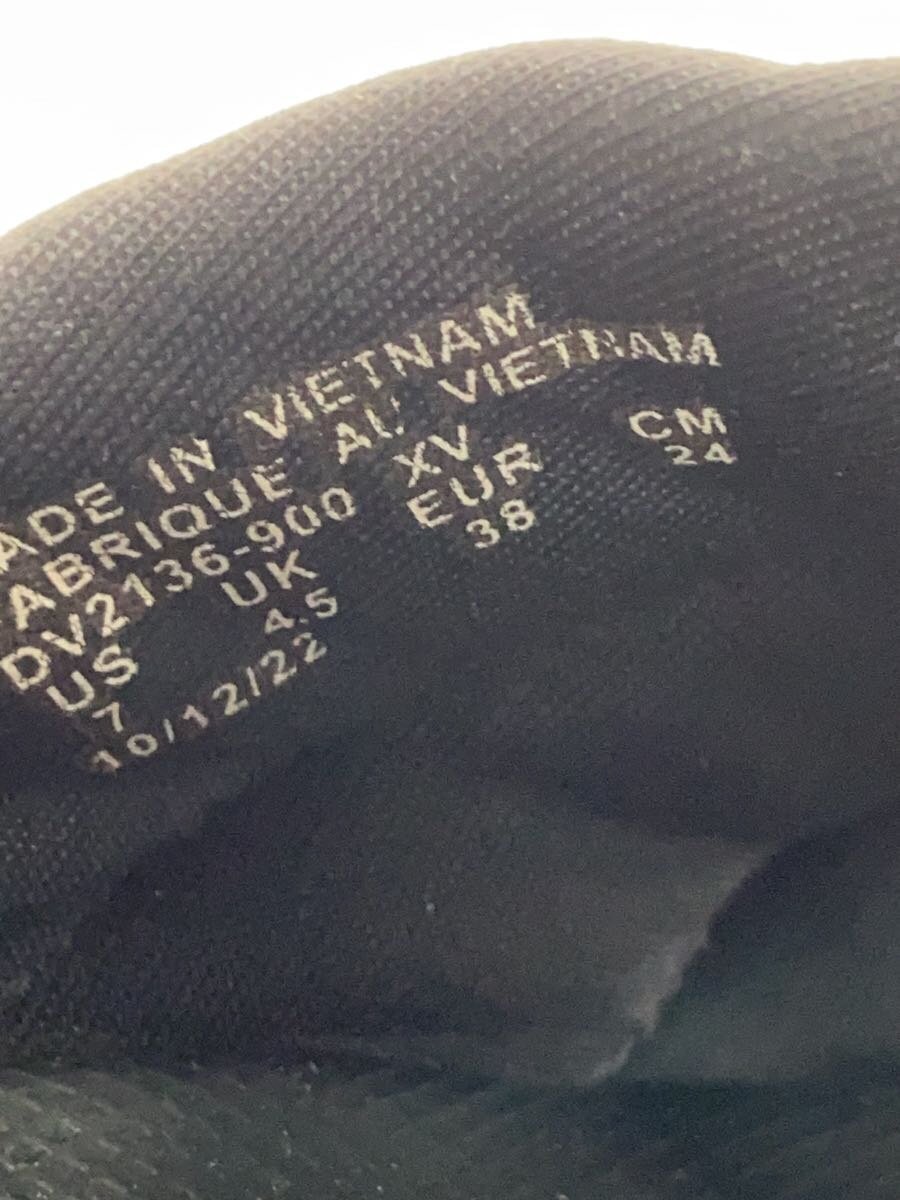 ADE IN VIETNAM
ABRIQUE AU VIETNAM
DV2136-900 XV
US UK EUR CM
7 4.5 38 24
10/12/22